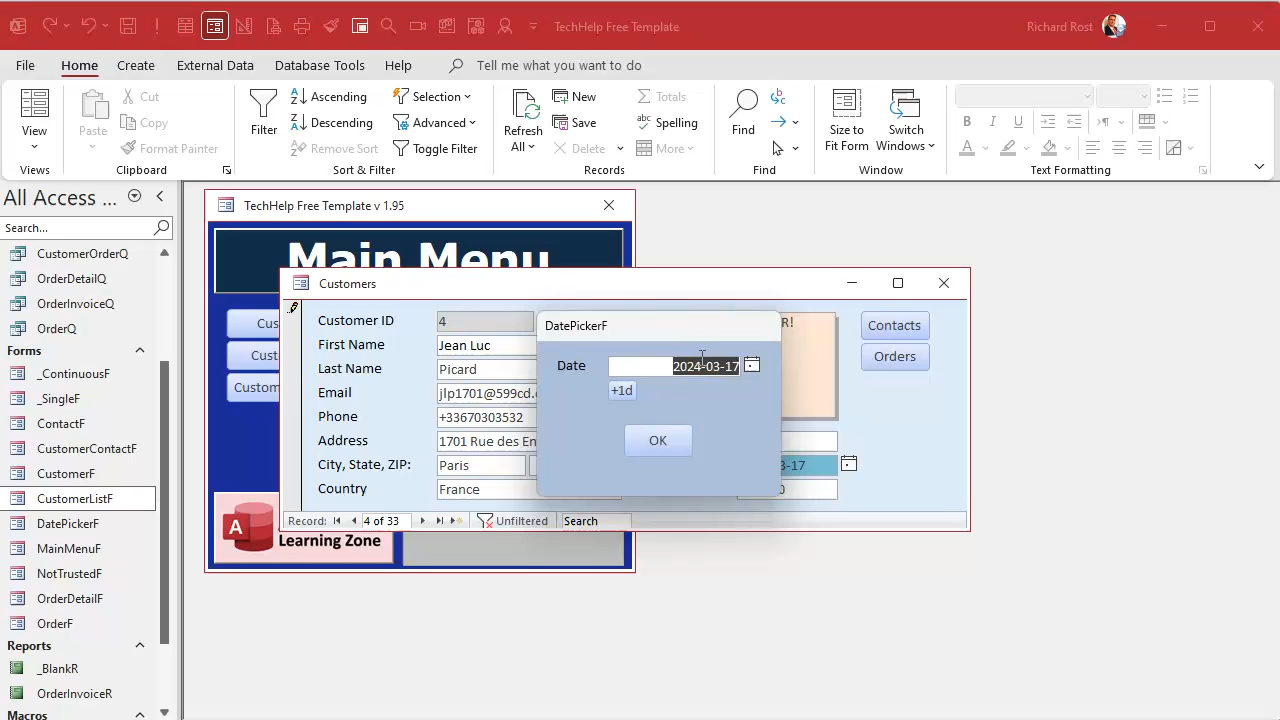 TechHelp Free Template
Richard Rost
File Home Create External Data Database Tools Help Tell me what you want to do
View
Views
Paste
Cut
Copy
Format Painter
Clipboard
Filter
Ascending
Descending
Remove Sort
Selection
Advanced
Toggle Filter
Sort & Filter
Refresh
All
New
Save
Delete
Totals
Spelling
More
Records
Find
Find
Size to
Fit Form
Switch
Windows
Window
B I U
Text Formatting
All Access ...
Search...
CustomerOrderQ
OrderDetailQ
OrderInvoiceQ
OrderQ
Forms
_ContinuousF
_SingleF
ContactF
CustomerContactF
CustomerF
CustomerListF
DatePickerF
MainMenuF
NotTrustedF
OrderDetailF
OrderF
Reports
_BlankR
OrderInvoiceR
Macros
TechHelp Free Template v 1.95
Main Menu
Cus
Cust
Custom
A
Learning Zone
Customers
Customer ID 4
First Name Jean Luc
Last Name Picard
Email jlp1701@599cd.
Phone +33670303532
Address 1701 Rue des En
City, State, ZIP: Paris
Country France
R!
3-17
0
Contacts
Orders
Record: 4 of 33 Unfiltered Search
DatePickerF
Date 2024-03-17
+1d
OK